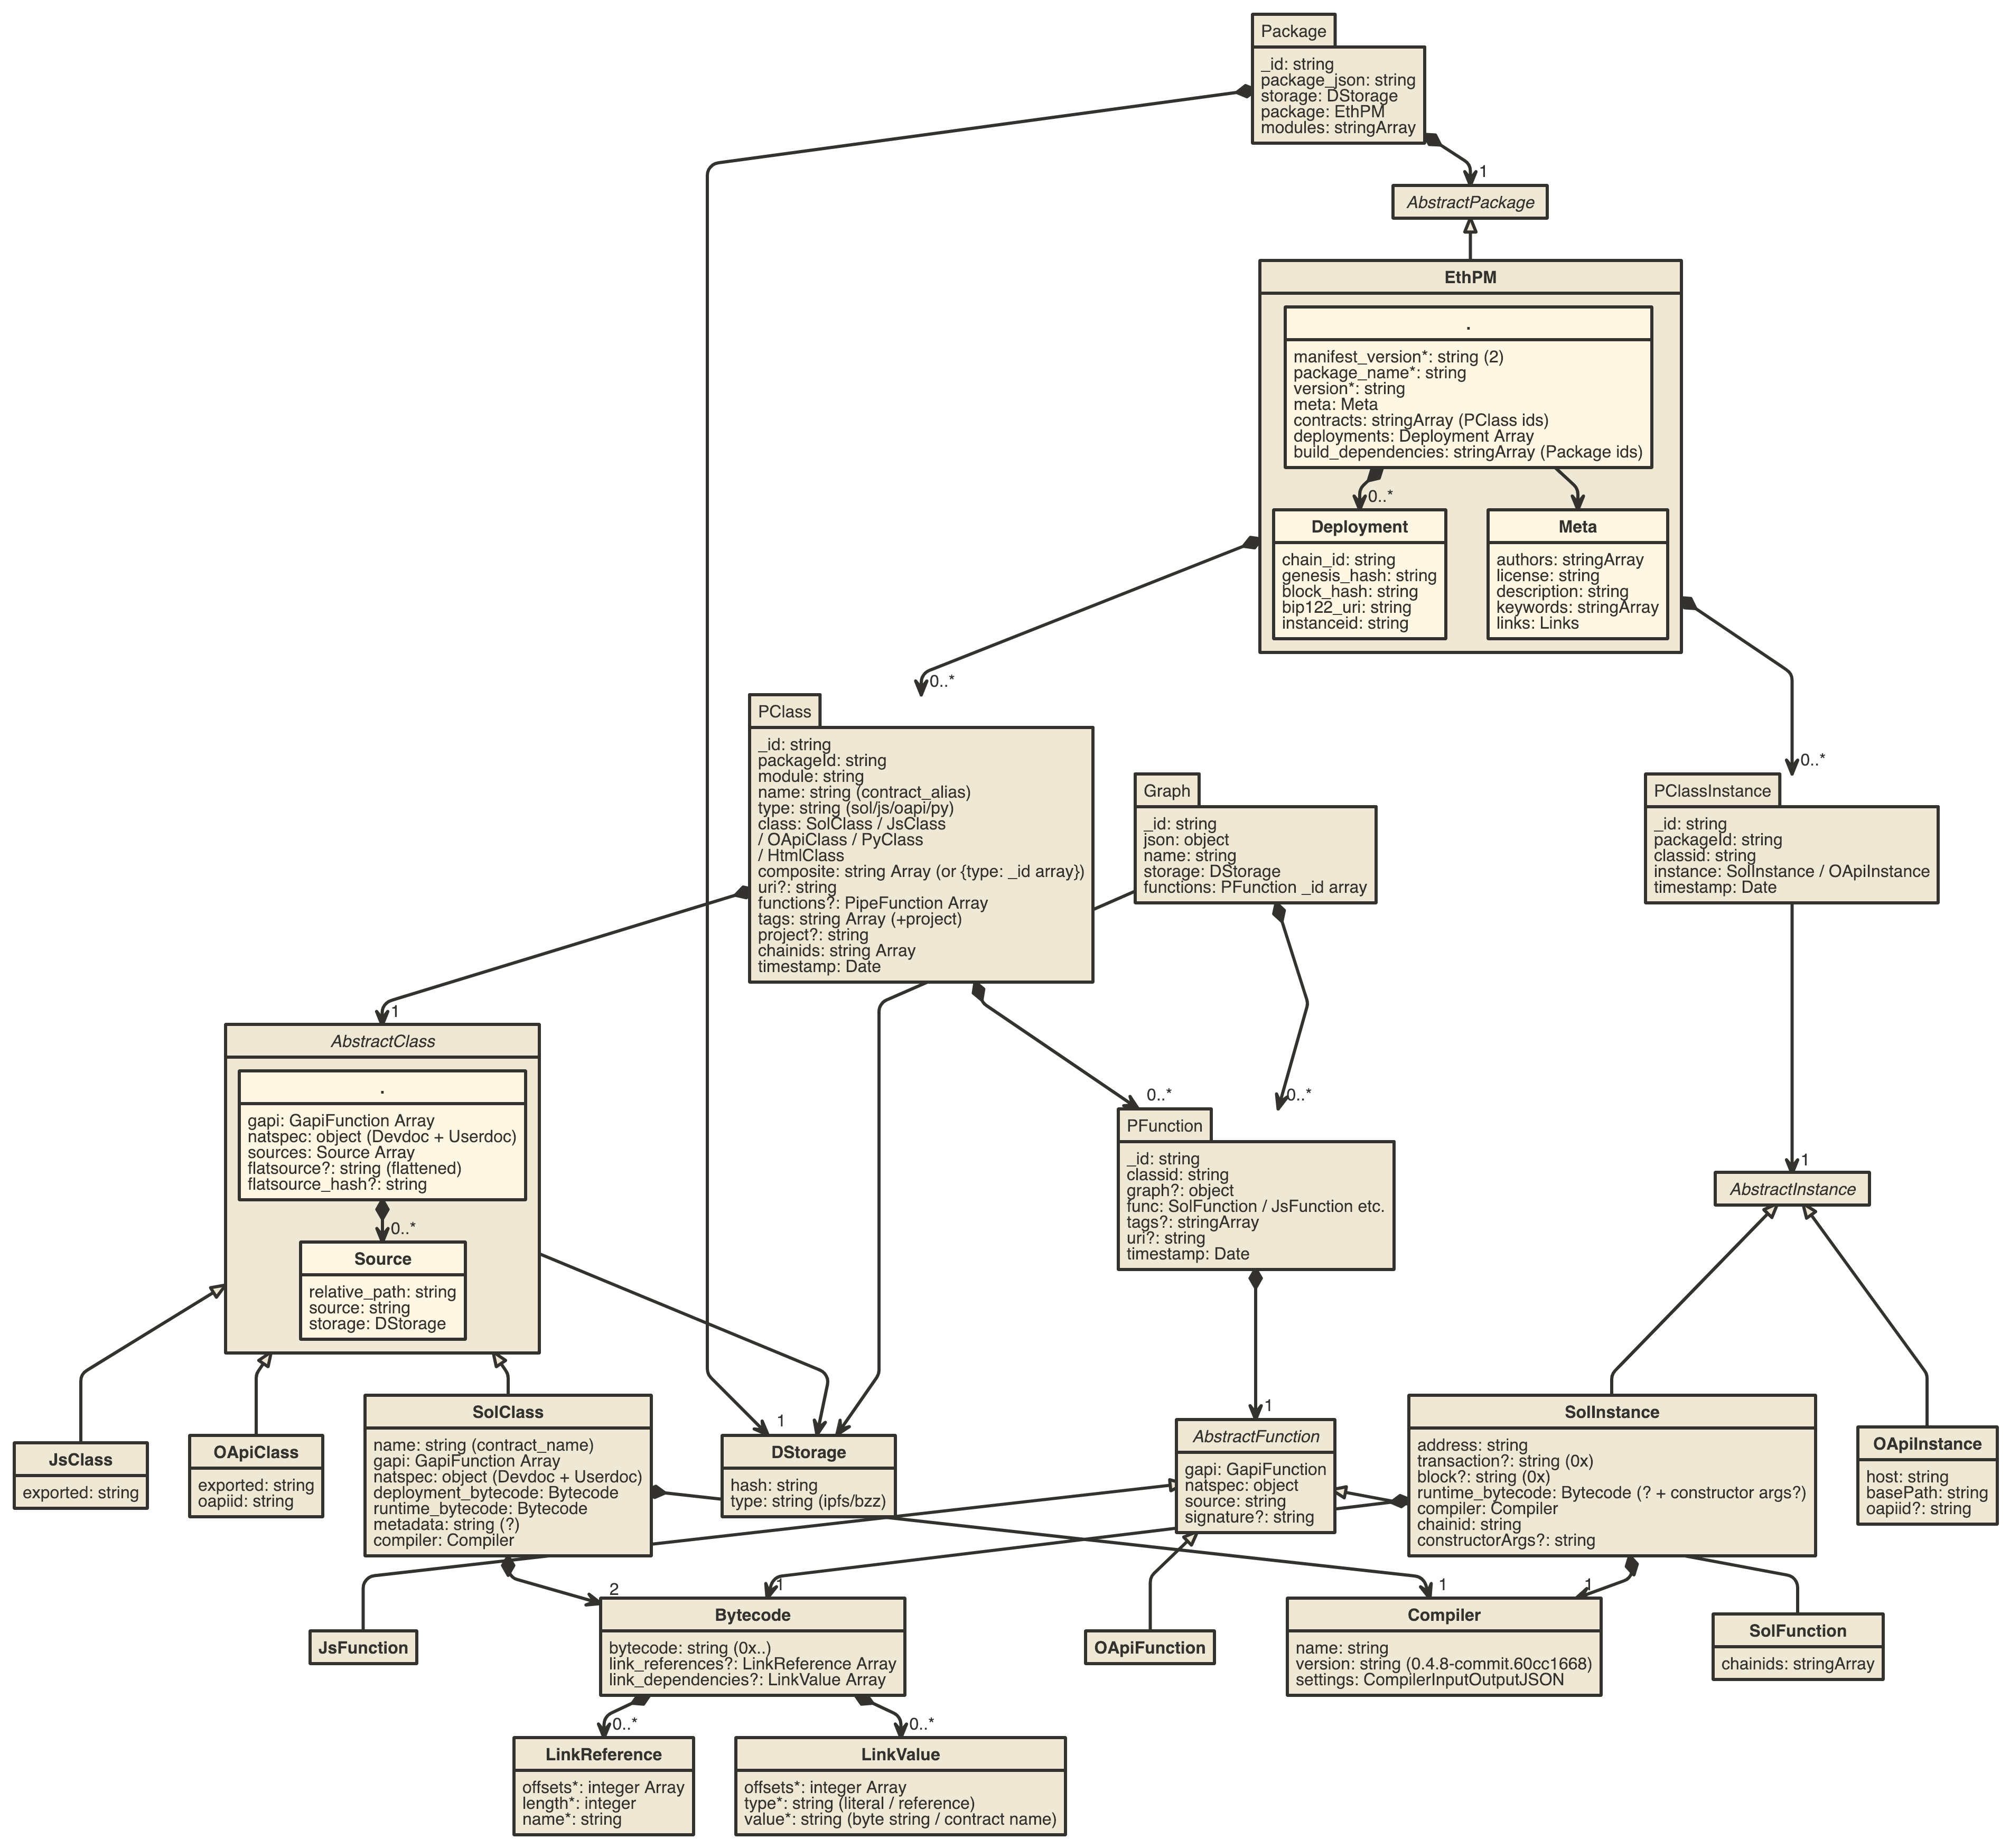 Package
_id: string
package_json: string
storage: DStorage
package: EthPM
modules: stringArray
1
AbstractPackage
EthPM
.
manifest_version*: string (2)
package_name*: string
version*: string
meta: Meta
contracts: stringArray (PClass ids)
deployments: Deployment Array
build_dependencies: stringArray (Package ids)
0..*
Deployment
chain_id: string
genesis_hash: string
block_hash: string
bip122_uri: string
instanceid: string
Meta
authors: stringArray
license: string
description: string
keywords: stringArray
links: Links
0..*
PClass
_id: string
packageId: string
module: string
name: string (contract_alias)
type: string (sol/js/oapi/py)
class: SolClass / JsClass
/ OApiClass / PyClass
/ HtmlClass
composite: string Array (or {type: _id array})
uri?: string
functions?: PipeFunction Array
tags: string Array (+project)
project?: string
chainids: string Array
timestamp: Date
Graph
_id: string
json: object
name: string
storage: DStorage
functions: PFunction _id array
0..*
PClassInstance
_id: string
packageId: string
classid: string
instance: SolInstance / OApiInstance
timestamp: Date
1
AbstractClass
.
gapi: GapiFunction Array
natspec: object (Devdoc + Userdoc)
sources: Source Array
flatsource?: string (flattened)
flatsource_hash?: string
0..*
Source
relative_path: string
source: string
storage: DStorage
0..*
0..*
PFunction
_id: string
classid: string
graph?: object
func: SolFunction / JsFunction etc.
tags?: stringArray
uri?: string
timestamp: Date
1
AbstractInstance
JsClass
exported: string
OApiClass
exported: string
oapiid: string
SolClass
name: string (contract_name)
gapi: GapiFunction Array
natspec: object (Devdoc + Userdoc)
deployment_bytecode: Bytecode
runtime_bytecode: Bytecode
metadata: string (?)
compiler: Compiler
1
DStorage
hash: string
type: string (ipfs/bzz)
1
AbstractFunction
gapi: GapiFunction
natspec: object
source: string
signature?: string
SolInstance
address: string
transaction?: string (0x)
block?: string (0x)
runtime_bytecode: Bytecode (? + constructor args?)
compiler: Compiler
chainid: string
constructorArgs?: string
OApiInstance
host: string
basePath: string
oapiid?: string
2
1
1
1
JsFunction
Bytecode
bytecode: string (0x..)
link_references?: LinkReference Array
link_dependencies?: LinkValue Array
OApiFunction
Compiler
name: string
version: string (0.4.8-commit.60cc1668)
settings: CompilerInputOutputJSON
SolFunction
chainids: stringArray
0..*
0..*
LinkReference
offsets*: integer Array
length*: integer
name*: string
LinkValue
offsets*: integer Array
type*: string (literal / reference)
value*: string (byte string / contract name)